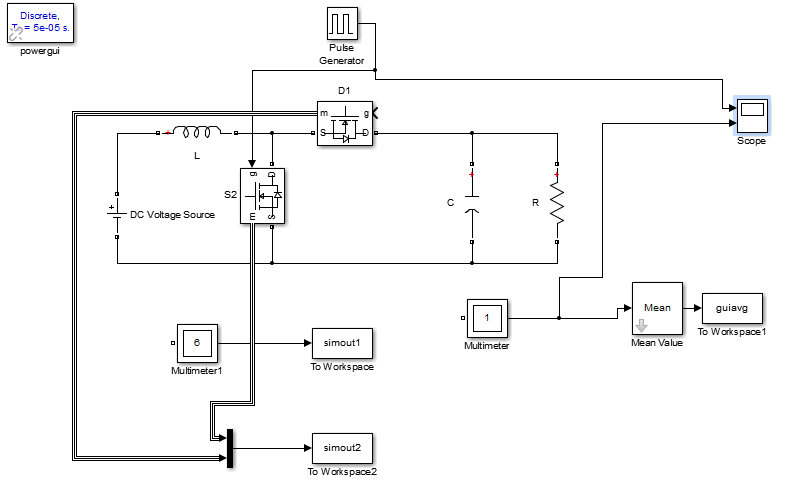 Discrete,
Ts = 5e-05 s.
powergui
Pulse
Generator
D1
m
g
S
D
L
Scope
g
D
S2
m
S
+
DC Voltage Source
+
C
+
R
+
1
Multimeter
Mean
Mean Value
guiavg
To Workspace1
6
Multimeter1
simout1
To Workspace
simout2
To Workspace2